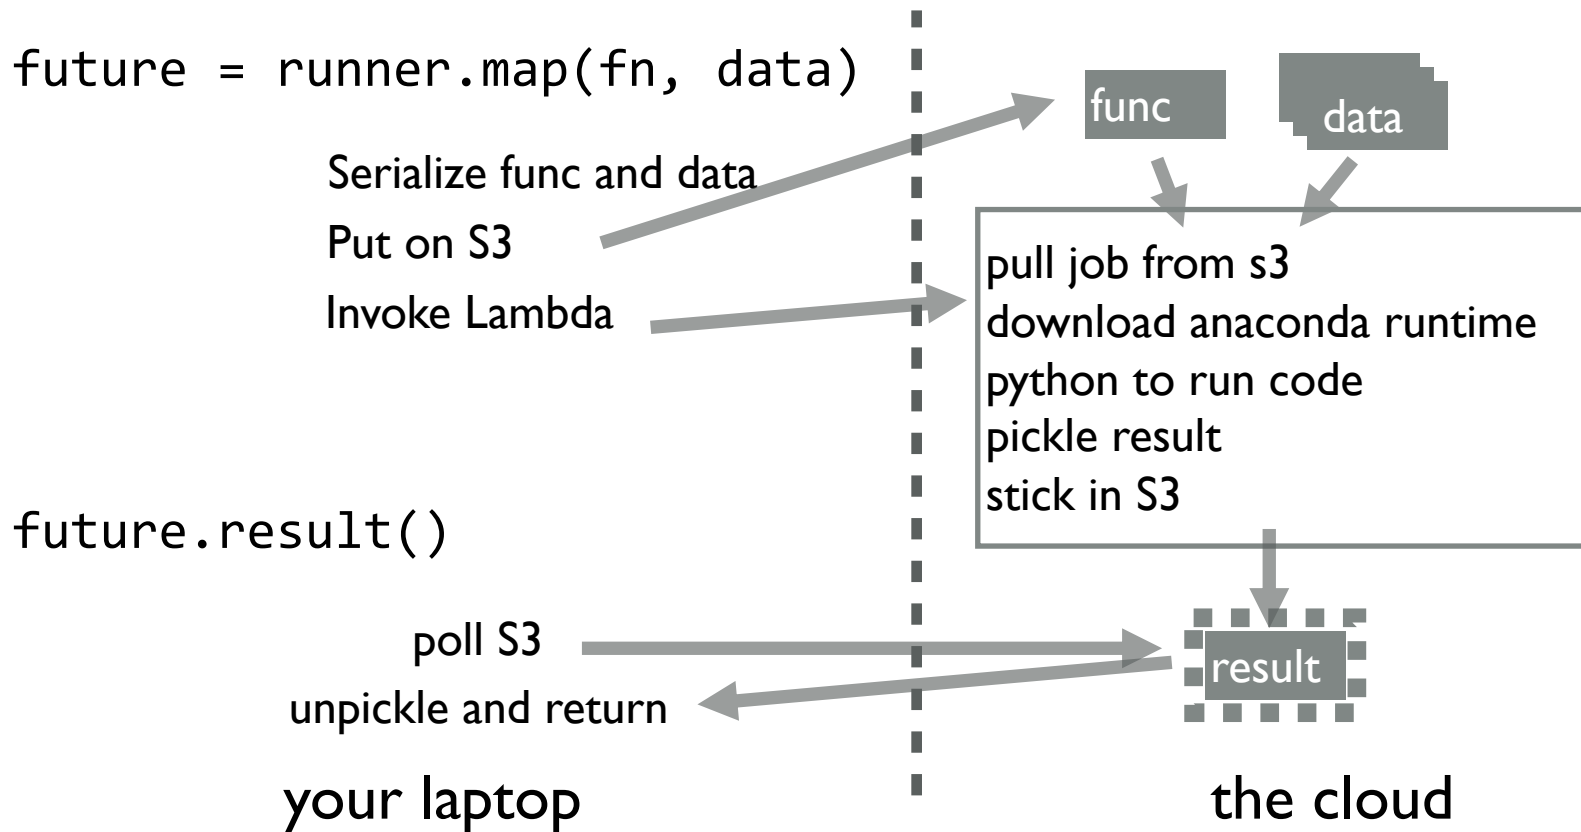 future = runner.map(fn, data)
Serialize func and data
Put on S3
Invoke Lambda
func
data
pull job from s3
download anaconda runtime
python to run code
pickle result
stick in S3
future.result()
poll S3
unpickle and return
result
your laptop
the cloud